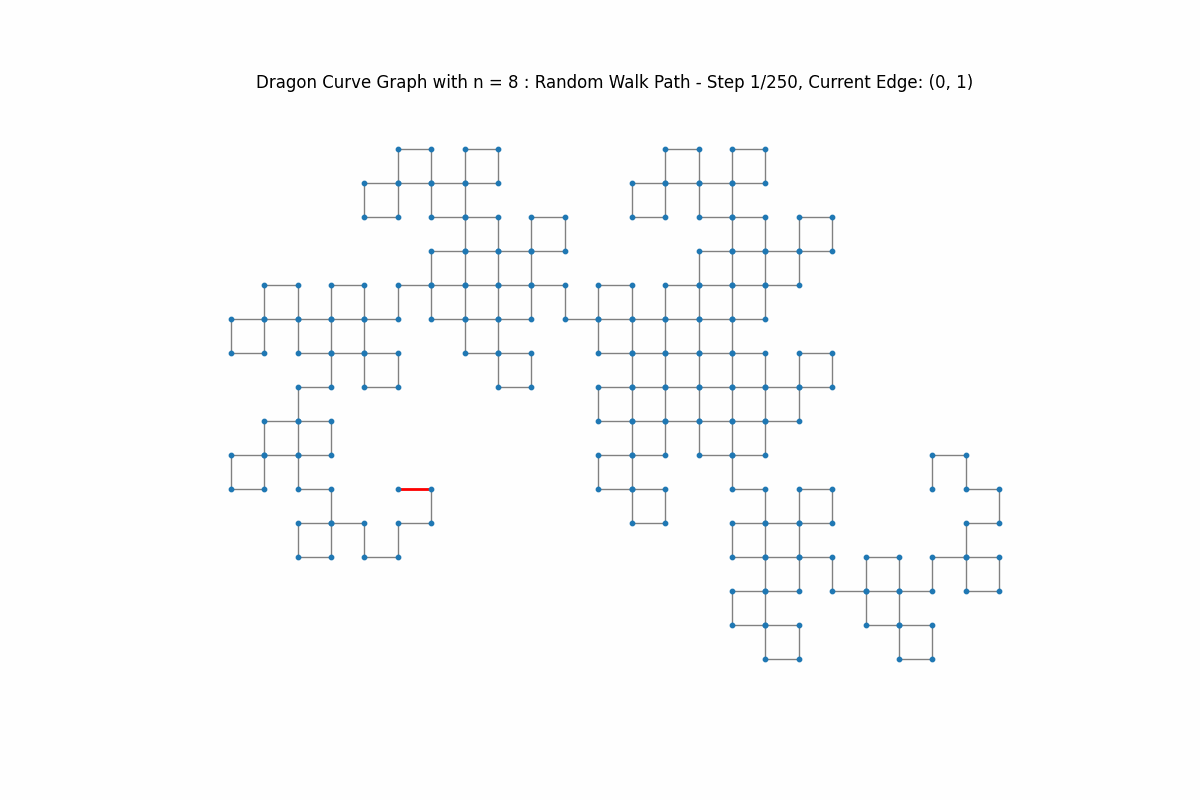 Dragon Curve Graph with n = 8 : Random Walk Path - Step 1/250, Current Edge: (0, 1)